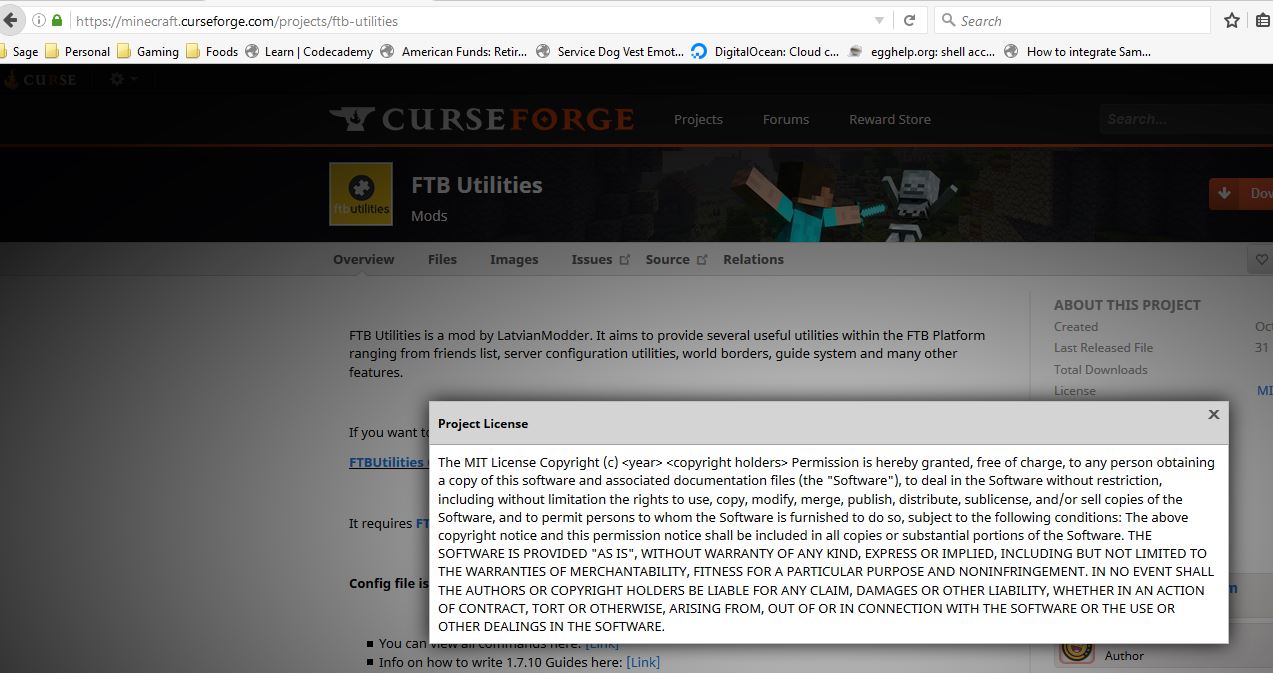 https://minecraft.curseforge.com/projects/ftb-utilities
Search
Sage Personal Gaming Foods Learn | Codecademy American Funds: Retir... Service Dog Vest Emot... DigitalOcean: Cloud c... egghelp.org: shell acc... How to integrate Sam...
CURSE
CURSEFORGE Projects Forums Reward Store Search...
ftbutilities
FTB Utilities
Mods
Dow
Overview Files Images Issues Source Relations
FTB Utilities is a mod by LatvianModder. It aims to provide several useful utilities within the FTB Platform
ranging from friends list, server configuration utilities, world borders, guide system and many other
features.
If you want to
FTBUtilities
It requires FT
Config file is
You can view all commands here: [Link]
Info on how to write 1.7.10 Guides here: [Link]
ABOUT THIS PROJECT
Created Oct
Last Released File 31
Total Downloads
License MI
Project License
The MIT License Copyright (c) <year> <copyright holders> Permission is hereby granted, free of charge, to any person obtaining
a copy of this software and associated documentation files (the "Software"), to deal in the Software without restriction,
including without limitation the rights to use, copy, modify, merge, publish, distribute, sublicense, and/or sell copies of the
Software, and to permit persons to whom the Software is furnished to do so, subject to the following conditions: The above
copyright notice and this permission notice shall be included in all copies or substantial portions of the Software. THE
SOFTWARE IS PROVIDED "AS IS", WITHOUT WARRANTY OF ANY KIND, EXPRESS OR IMPLIED, INCLUDING BUT NOT LIMITED TO
THE WARRANTIES OF MERCHANTABILITY, FITNESS FOR A PARTICULAR PURPOSE AND NONINFRINGEMENT. IN NO EVENT SHALL
THE AUTHORS OR COPYRIGHT HOLDERS BE LIABLE FOR ANY CLAIM, DAMAGES OR OTHER LIABILITY, WHETHER IN AN ACTION
OF CONTRACT, TORT OR OTHERWISE, ARISING FROM, OUT OF OR IN CONNECTION WITH THE SOFTWARE OR THE USE OR
OTHER DEALINGS IN THE SOFTWARE.
Author